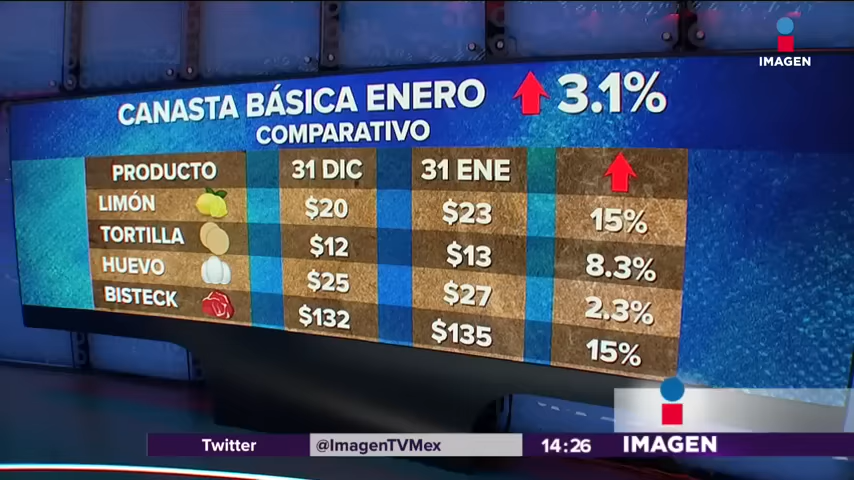 IMAGEN
CANASTA BÁSICA ENERO 3.1%
COMPARATIVO
PRODUCTO 31 DIC 31 ENE
LIMÓN $20 $23 15%
TORTILLA $12 $13 8.3%
HUEVO $25 $27 2.3%
BISTECK $132 $135 15%
Twitter @ImagenTVMex 14:26 IMAGEN